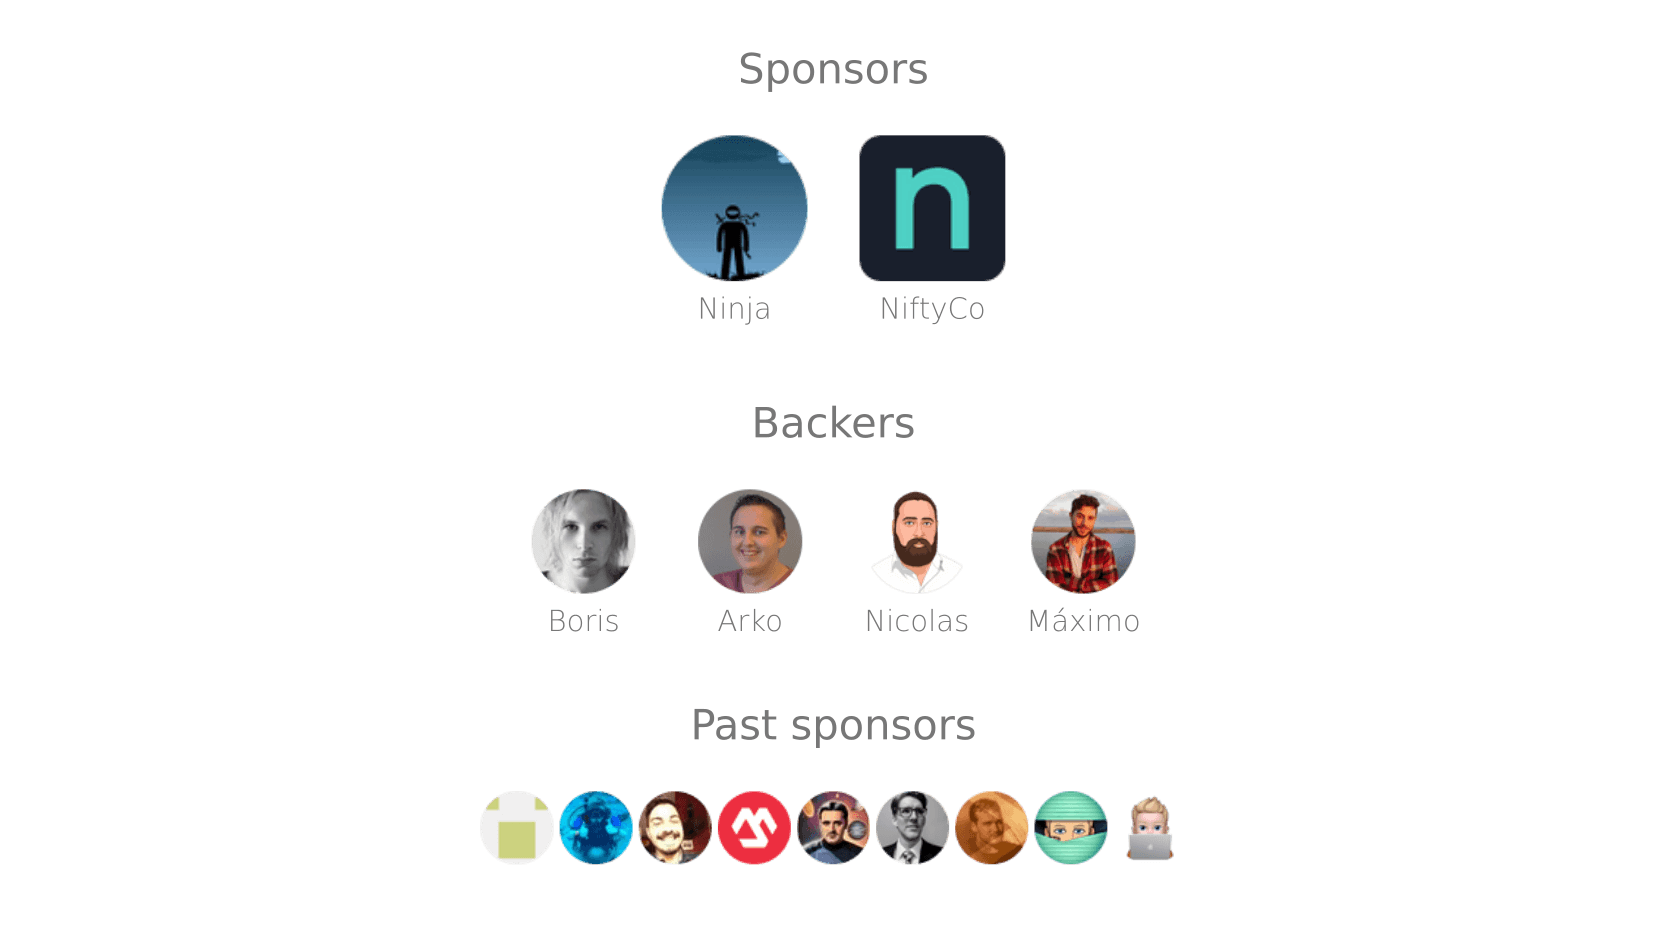 Sponsors
n
Ninja NiftyCo
Backers
Boris Arko Nicolas Máximo
Past sponsors